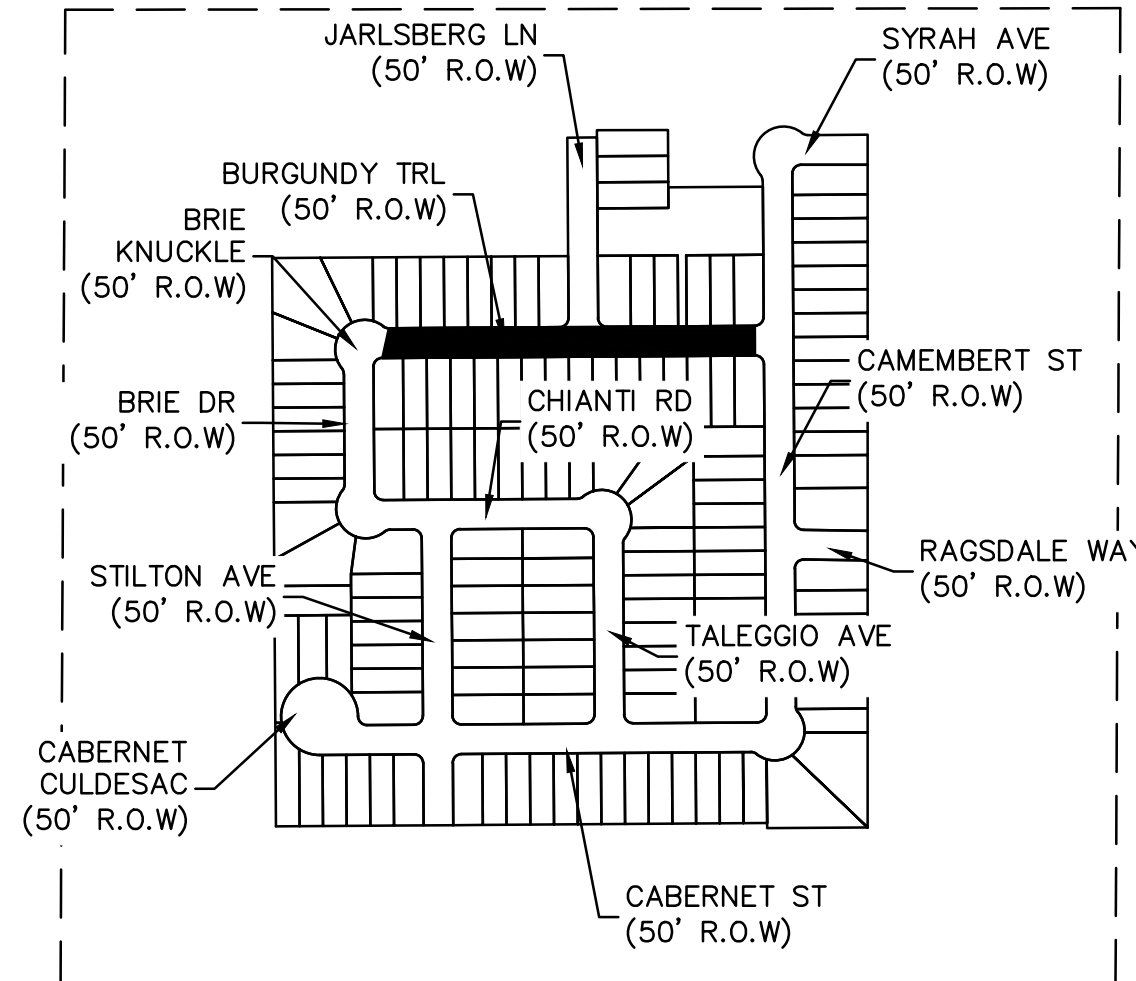 JARLSBERG LN
(50' R.O.W)
SYRAH AVE
(50' R.O.W)
BURGUNDY TRL
(50' R.O.W)
BRIE
KNUCKLE
(50' R.O.W)
CAMEMBERT ST
(50' R.O.W)
BRIE DR
(50' R.O.W)
CHIANTI RD
(50' R.O.W)
RAGSDALE WAY
(50' R.O.W)
STILTON AVE
(50' R.O.W)
TALEGGIO AVE
(50' R.O.W)
CABERNET
CULDESAC
(50' R.O.W)
CABERNET ST
(50' R.O.W)